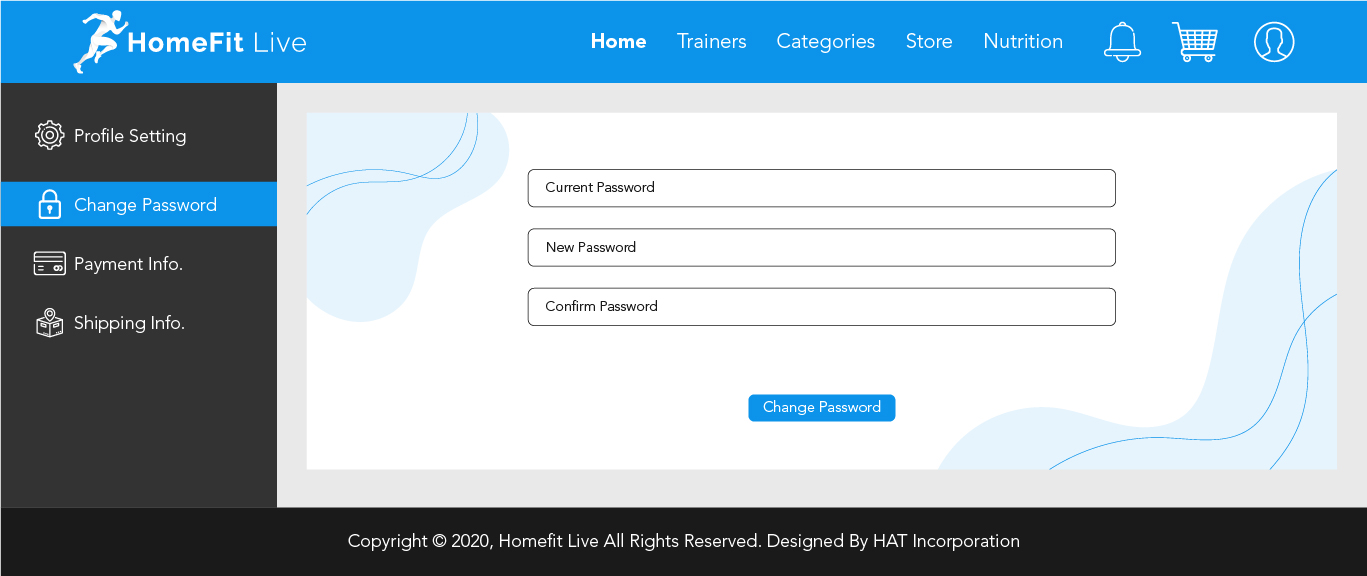 HomeFit Live
Home Trainers Categories Store Nutrition
Profile Setting
Change Password
Payment Info.
Shipping Info.
Current Password
New Password
Confirm Password
Change Password
Copyright © 2020, Homefit Live All Rights Reserved. Designed By HAT Incorporation